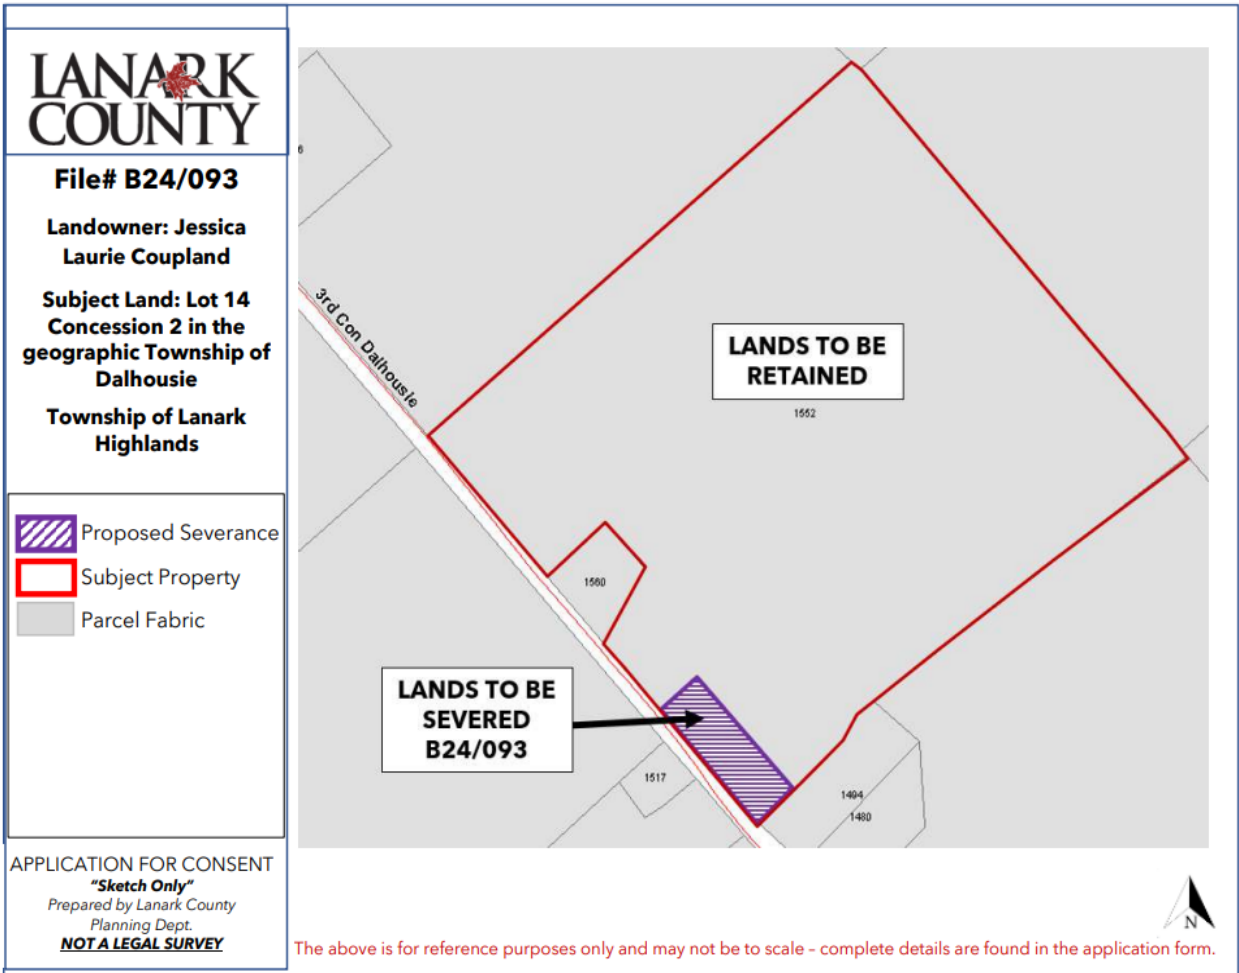 LANARK
COUNTY
File# B24/093
Landowner: Jessica
Laurie Coupland
Subject Land: Lot 14
Concession 2 in the
geographic Township of
Dalhousie
Township of Lanark
Highlands
Proposed Severance
Subject Property
Parcel Fabric
APPLICATION FOR CONSENT
"Sketch Only"
Prepared by Lanark County
Planning Dept.
NOT A LEGAL SURVEY
6
3rd Con Dalhousie
LANDS TO BE
RETAINED
1552
1560
LANDS TO BE
SEVERED
B24/093
1517
1494
1480
N
The above is for reference purposes only and may not be to scale – complete details are found in the application form.